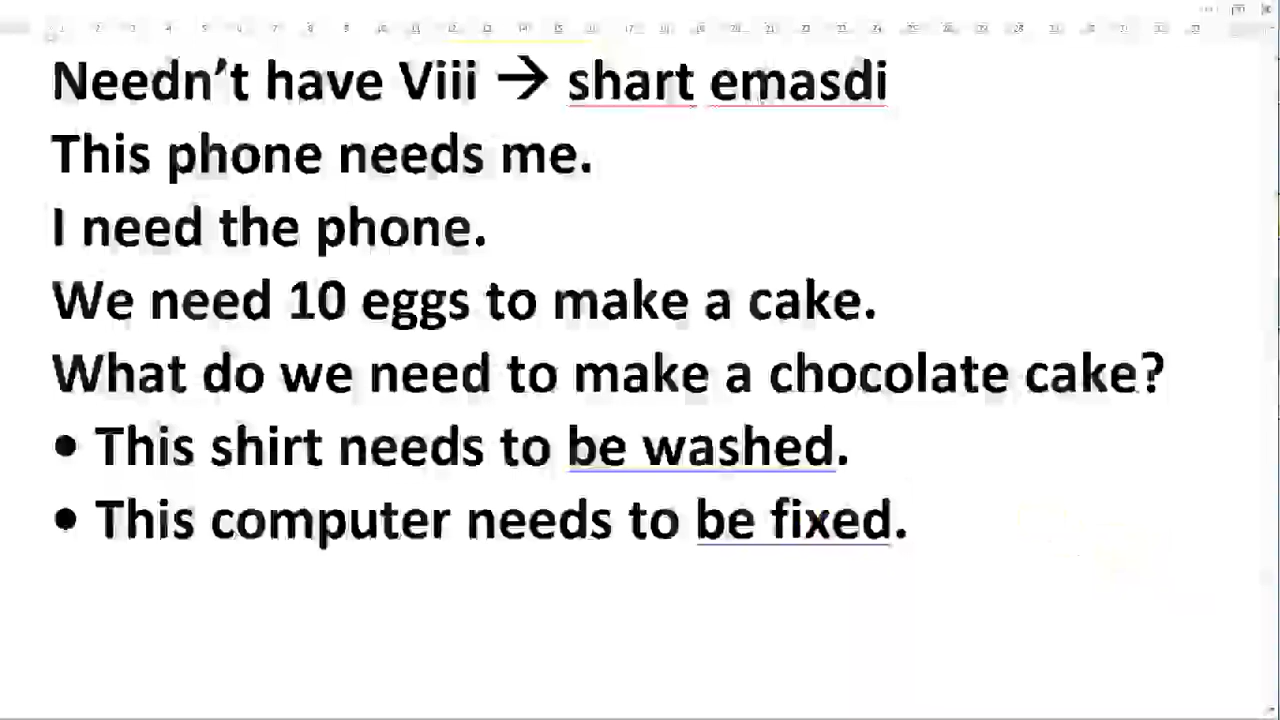 Needn’t have Viii → shart emasdi
This phone needs me.
I need the phone.
We need 10 eggs to make a cake.
What do we need to make a chocolate cake?
• This shirt needs to be washed.
• This computer needs to be fixed.